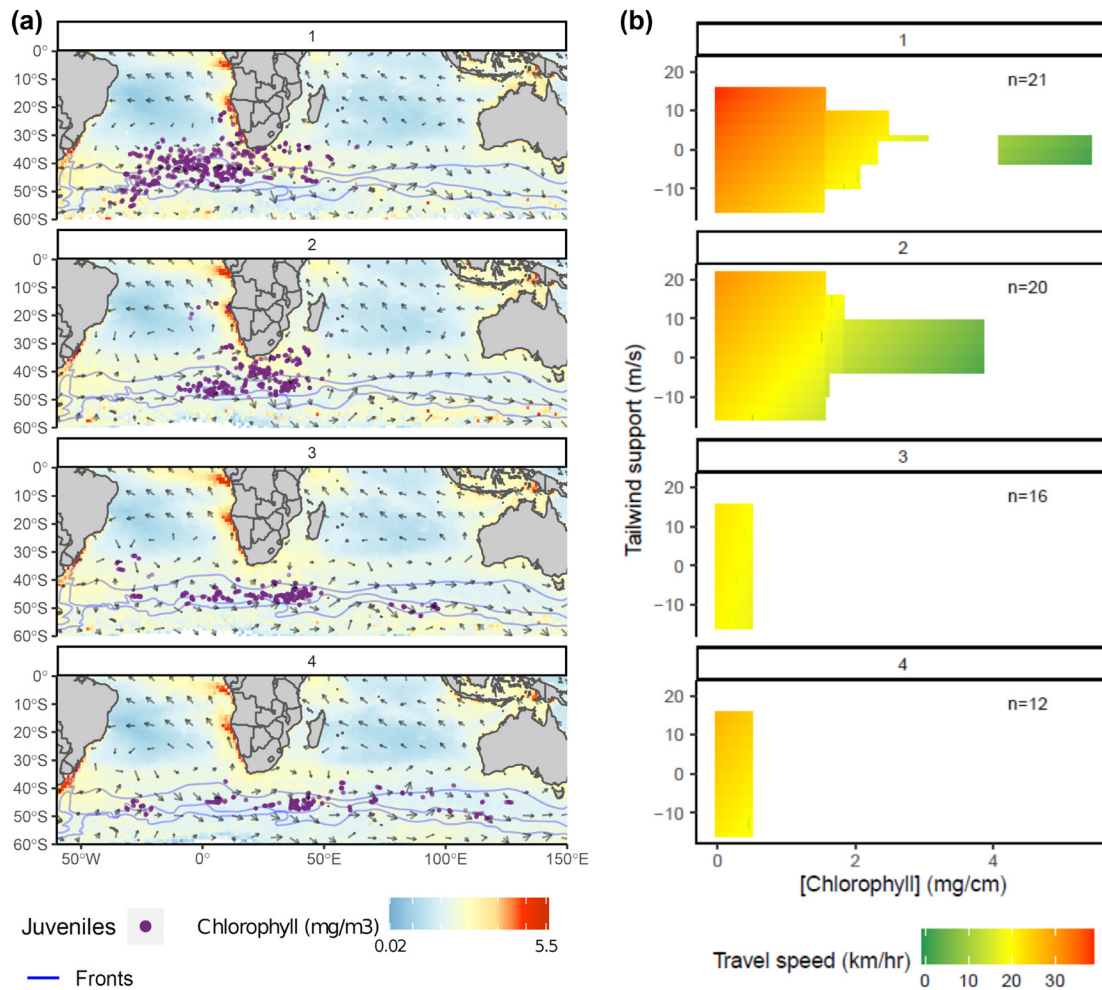 (a)
1
0°
10°S
20°S
30°S
40°S
50°S
60°S
2
0°
10°S
20°S
30°S
40°S
50°S
60°S
3
0°
10°S
20°S
30°S
40°S
50°S
60°S
4
0°
10°S
20°S
30°S
40°S
50°S
60°S
50°W 0° 50°E 100°E 150°E
Juveniles Chlorophyll (mg/m3)
0.02 5.5
Fronts
(b)
1
20
10
0
−10
n=21
2
20
10
0
−10
n=20
3
20
10
0
−10
n=16
4
20
10
0
−10
n=12
Tailwind support (m/s)
0 2 4
[Chlorophyll] (mg/cm)
Travel speed (km/hr)
0 10 20 30